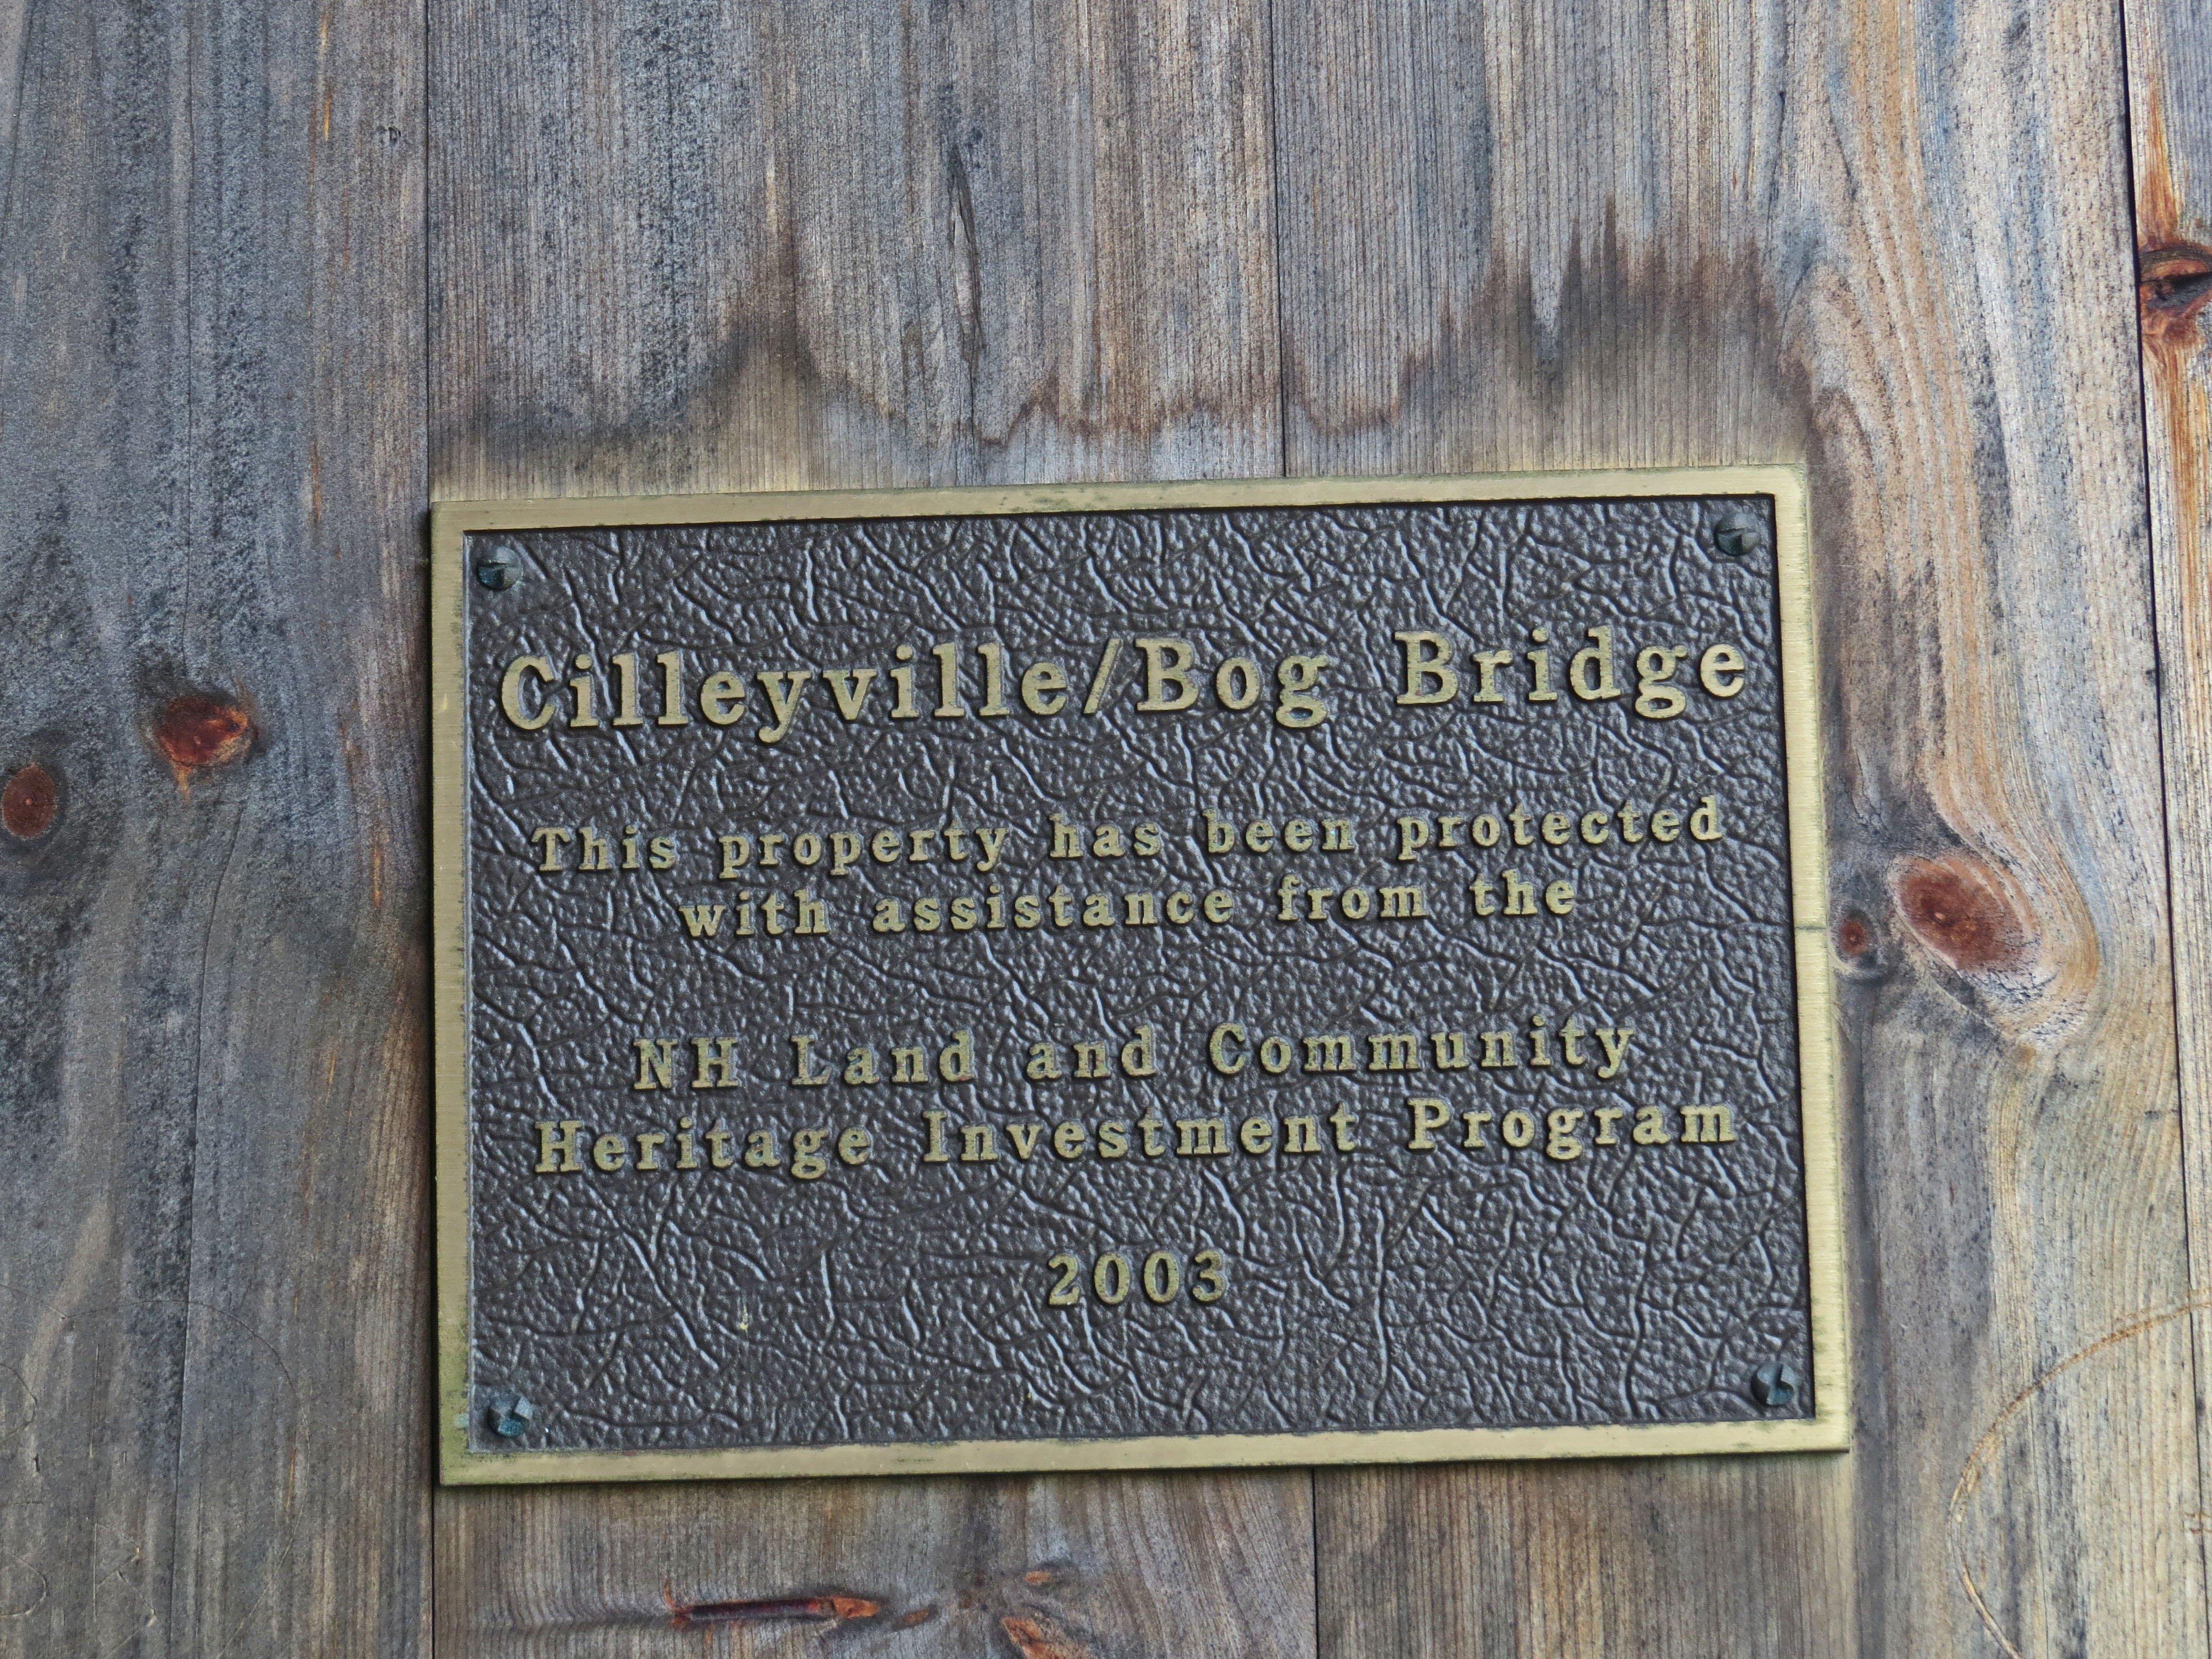 Cilleyville/Bog Bridge
This property has been protected
with assistance from the
NH Land and Community
Heritage Investment Program
2003